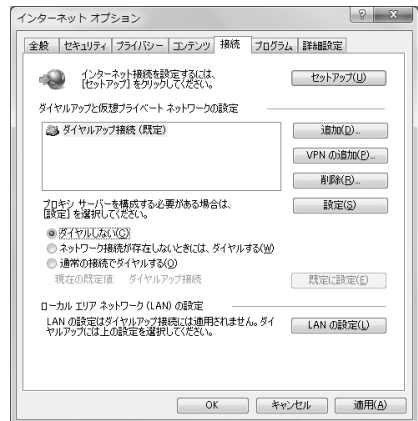 インターネット オプション
全般 セキュリティ プライバシー コンテンツ 接続 プログラム 詳細設定
インターネット接続を設定するには、
[セットアップ] をクリックしてください。
セットアップ(U)
ダイヤルアップと仮想プライベート ネットワークの設定
ダイヤルアップ接続 (既定)
追加(D)...
VPN の追加(P)...
削除(R)...
プロキシ サーバーを構成する必要がある場合は、
[設定] を選択してください。
設定(S)
ダイヤルしない(C)
ネットワーク接続が存在しないときには、ダイヤルする(W)
通常の接続でダイヤルする(O)
現在の既定値: ダイヤルアップ接続
既定に設定(E)
ローカル エリア ネットワーク (LAN) の設定
LAN の設定はダイヤルアップ接続には適用されません。ダイ
ヤルアップには上の設定を選択してください。
LAN の設定(L)
OK キャンセル 適用(A)